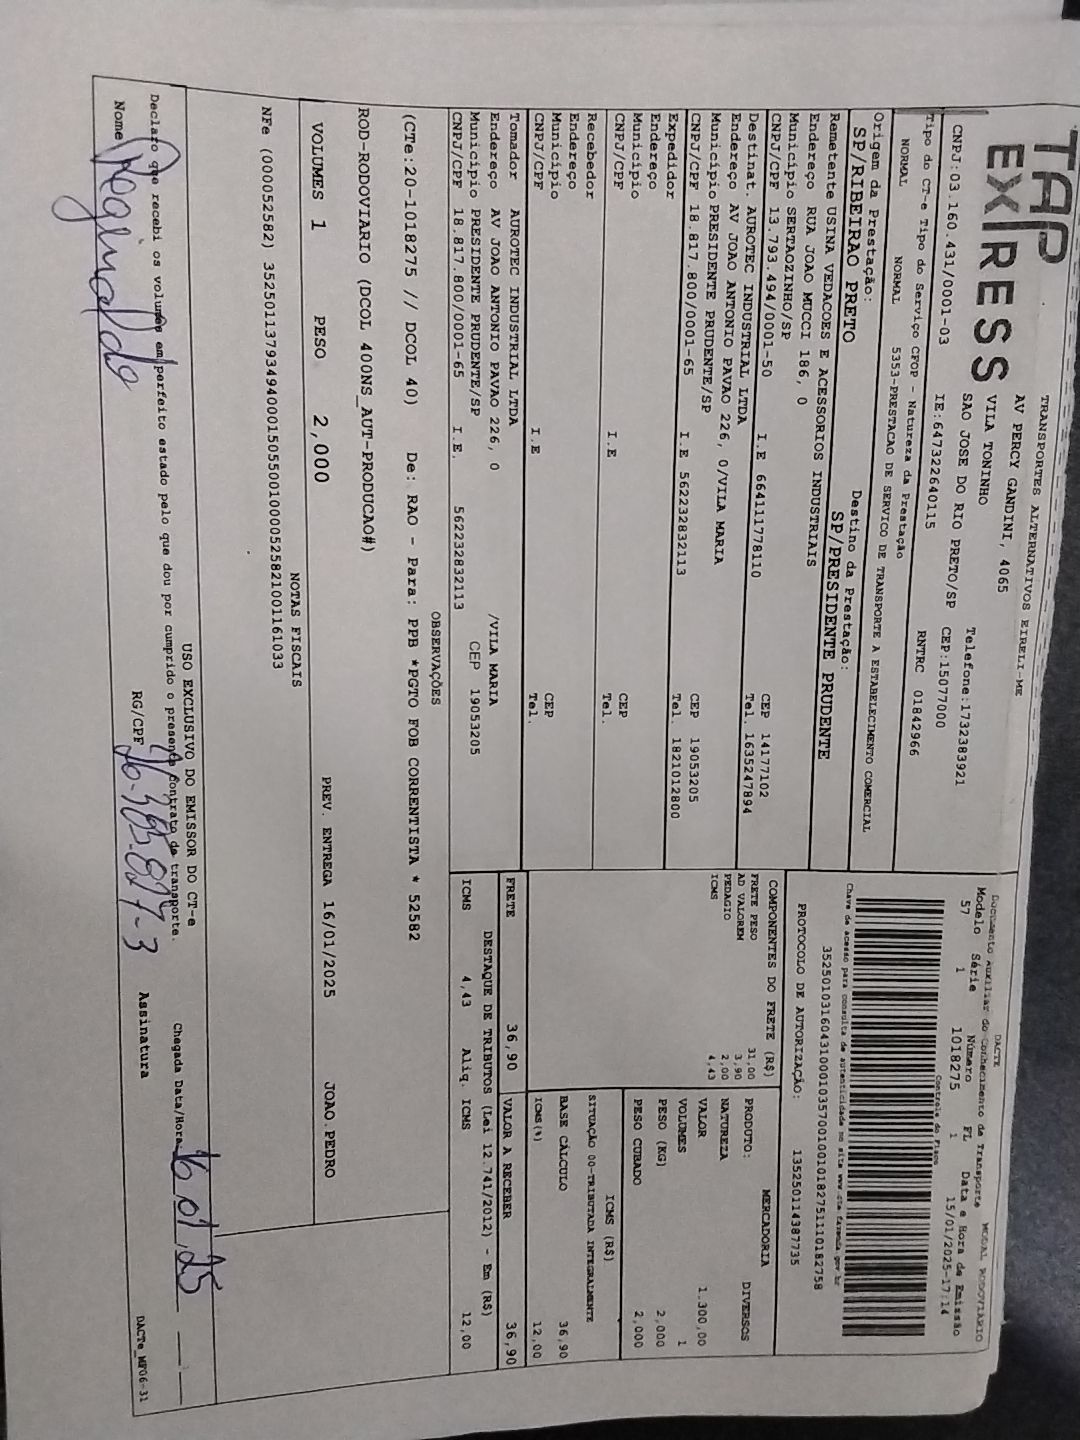 TAP
EXPRESS
TRANSPORTES ALTERNATIVOS EIRELI-ME
AV PERCY GANDINI, 4065
VILA TONINHO
SAO JOSE DO RIO PRETO/SP
Telefone:1732383921
CNPJ:03.160.431/0001-03 IE:647322640115 CEP:15077000
RNTRC 01842966
Tipo do CT-e Tipo do Serviço CFOP - Natureza da Prestação
NORMAL NORMAL 5353-PRESTACAO DE SERVICO DE TRANSPORTE A ESTABELECIMENTO COMERCIAL
Origem da Prestação: Destino da Prestação:
SP/RIBEIRAO PRETO SP/PRESIDENTE PRUDENTE
Remetente USINA VEDACOES E ACESSORIOS INDUSTRIAIS
Endereço RUA JOAO MUCCI 186, 0
Município SERTAOZINHO/SP CEP 14177102
CNPJ/CPF 13.793.494/0001-50 I.E 664111778110 Tel. 1635247894
Destinat. AUROTEC INDUSTRIAL LTDA
Endereço AV JOAO ANTONIO PAVAO 226, 0/VILA MARIA
Município PRESIDENTE PRUDENTE/SP CEP 19053205
CNPJ/CPF 18.817.800/0001-65 I.E 562232832113 Tel. 1821012800
Expedidor
Endereço
Município CEP
CNPJ/CPF I.E Tel.
Recebedor
Endereço
Município CEP
CNPJ/CPF I.E Tel.
Tomador AUROTEC INDUSTRIAL LTDA
Endereço AV JOAO ANTONIO PAVAO 226, 0 /VILA MARIA
Município PRESIDENTE PRUDENTE/SP CEP 19053205
CNPJ/CPF 18.817.800/0001-65 I.E. 562232832113
DACTE MODAL RODOVIÁRIO
Documento Auxiliar do Conhecimento de Transporte
Modelo Série Número FL Data e Hora de Emissão
57 1 1018275 1 15/01/2025-17:14
Controle do Fisco
Chave de acesso para consulta de autenticidade no site www.cte.fazenda.gov.br
35250103160431000103570010010182751110182758
PROTOCOLO DE AUTORIZAÇÃO: 135250114387735
COMPONENTES DO FRETE (R$)
FRETE PESO 31,00
AD VALOREM 3,90
PEDAGIO 2,00
ICMS 4,43
MERCADORIA
PRODUTO: DIVERSOS
NATUREZA
VALOR 1.300,00
VOLUMES 1
PESO (KG) 2,000
PESO CUBADO 2,000
ICMS (R$)
SITUAÇÃO 00-TRIBUTADA INTEGRALMENTE
BASE CÁLCULO 36,90
ICMS(%) 12,00
FRETE 36,90 VALOR A RECEBER 36,90
DESTAQUE DE TRIBUTOS (Lei 12.741/2012) - Em (R$)
ICMS 4,43 Aliq. ICMS 12,00
OBSERVAÇÕES
(CTe:20-1018275 // DCOL 40) De: RAO - Para: PPB *PGTO FOB CORRENTISTA * 52582
ROD-RODOVIARIO (DCOL 400NS_AUT-PRODUCAO#)
VOLUMES 1 PESO 2,000 PREV. ENTREGA 16/01/2025 JOAO.PEDRO
NOTAS FISCAIS
NFe (000052582) 35250113793494000150550010000525821001161033
USO EXCLUSIVO DO EMISSOR DO CT-e
Declaro que recebi os volumes em perfeito estado pelo que dou por cumprido o presente contrato de transporte.
Chegada Data/Hora: 16 01 25
Nome Reginaldo RG/CPF Assinatura
DACTe_MF06-31